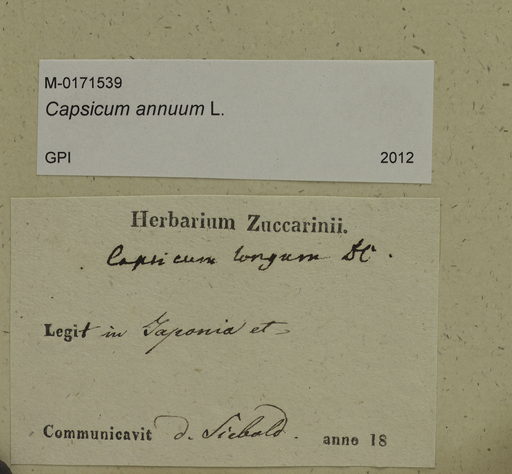 M-0171539
Capsicum annuum L.
GPI 2012
Herbarium Zuccarinii.
Capsicum longum DC.
Legit in Japonia et
Communicavit d. Siebold. anno 18